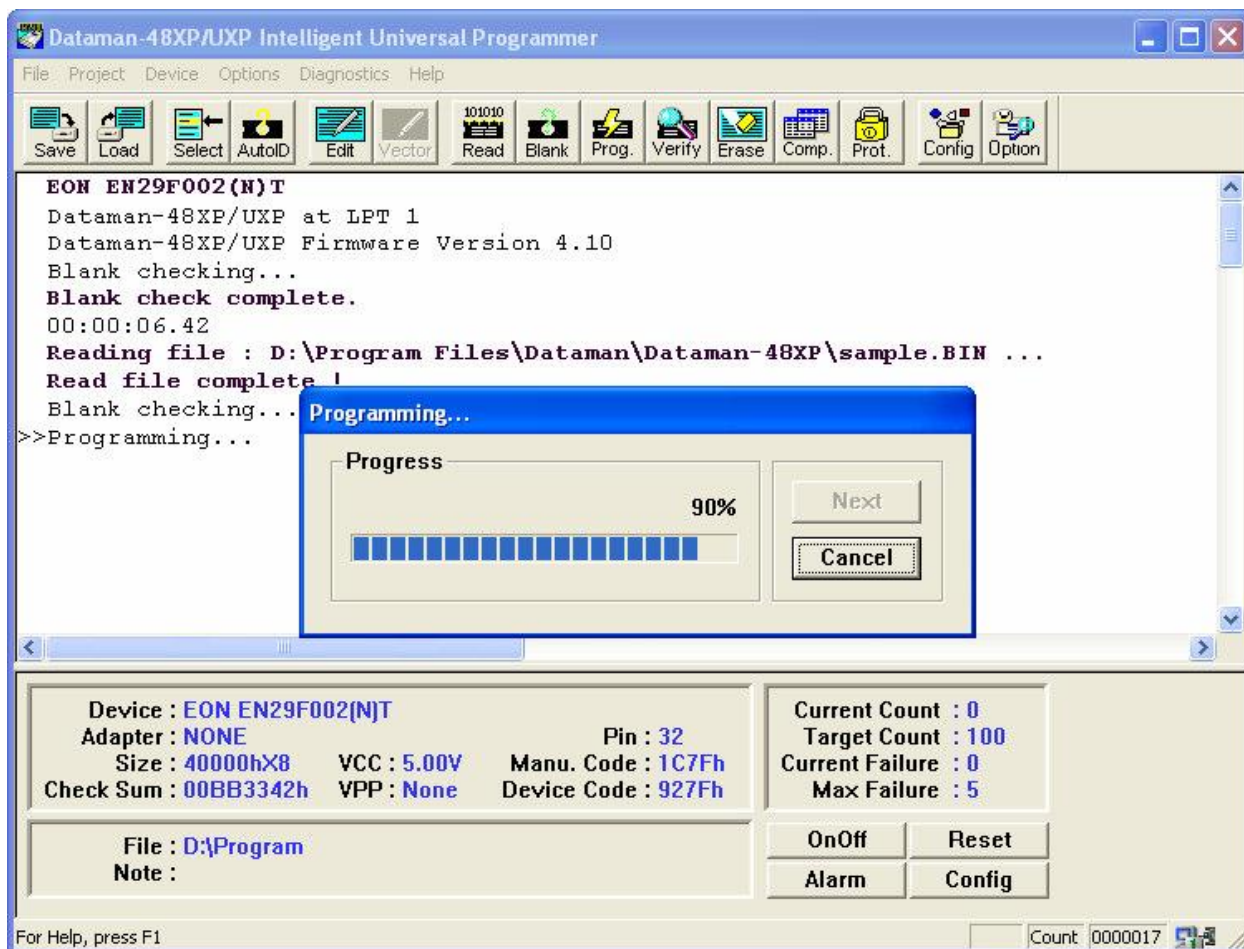 Dataman-48XP/UXP Intelligent Universal Programmer
File Project Device Options Diagnostics Help
101010
Save Load Select AutoID Edit Vector Read Blank Prog. Verify Erase Comp. Prot. Config Option
EON EN29F002(N)T
Dataman-48XP/UXP at LPT 1
Dataman-48XP/UXP Firmware Version 4.10
Blank checking...
Blank check complete.
00:00:06.42
Reading file : D:\Program Files\Dataman\Dataman-48XP\sample.BIN ...
Read file complete !
Blank checking...
>>Programming...
Programming...
Progress
90%
Next
Cancel
Device : EON EN29F002(N)T
Adapter : NONE Pin : 32
Size : 40000hX8 VCC : 5.00V Manu. Code : 1C7Fh
Check Sum : 00BB3342h VPP : None Device Code : 927Fh
Current Count : 0
Target Count : 100
Current Failure : 0
Max Failure : 5
File : D:\Program
Note :
OnOff Reset
Alarm Config
For Help, press F1
Count 0000017